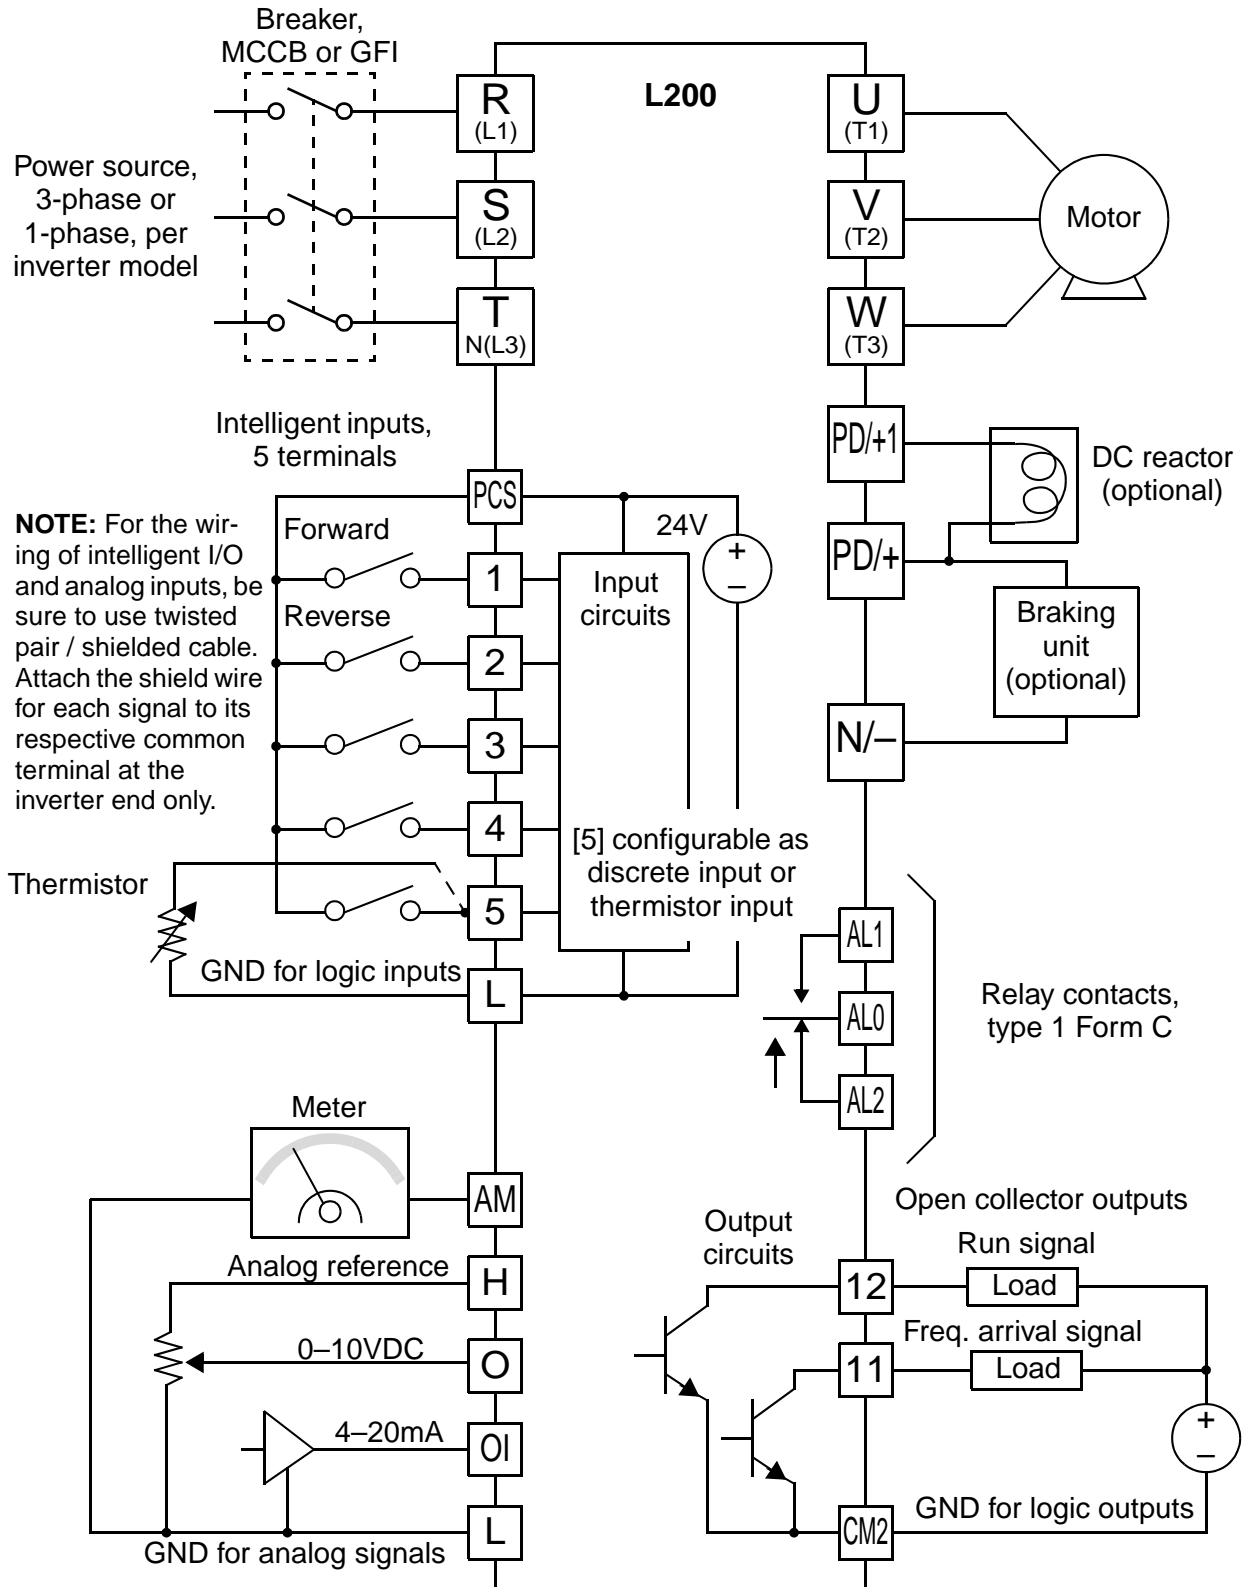 Breaker,
MCCB or GFI
L200
R
(L1)
U
(T1)
Power source,
3-phase or
1-phase, per
inverter model
S
(L2)
V
(T2)
Motor
T
N(L3)
W
(T3)
Intelligent inputs,
5 terminals
PD/+1
DC reactor
(optional)
PCS
24V
+
–
NOTE: For the wir-
ing of intelligent I/O
and analog inputs, be
sure to use twisted
pair / shielded cable.
Attach the shield wire
for each signal to its
respective common
terminal at the
inverter end only.
Forward
1
Reverse
2
3
4
5
Input
circuits
PD/+
Braking
unit
(optional)
N/–
[5] configurable as
discrete input or
thermistor input
Thermistor
GND for logic inputs
L
AL1
AL0
AL2
Relay contacts,
type 1 Form C
Meter
AM
Analog reference
H
0–10VDC
O
4–20mA
OI
L
GND for analog signals
Output
circuits
Open collector outputs
Run signal
12
Load
Freq. arrival signal
11
Load
+
–
GND for logic outputs
CM2